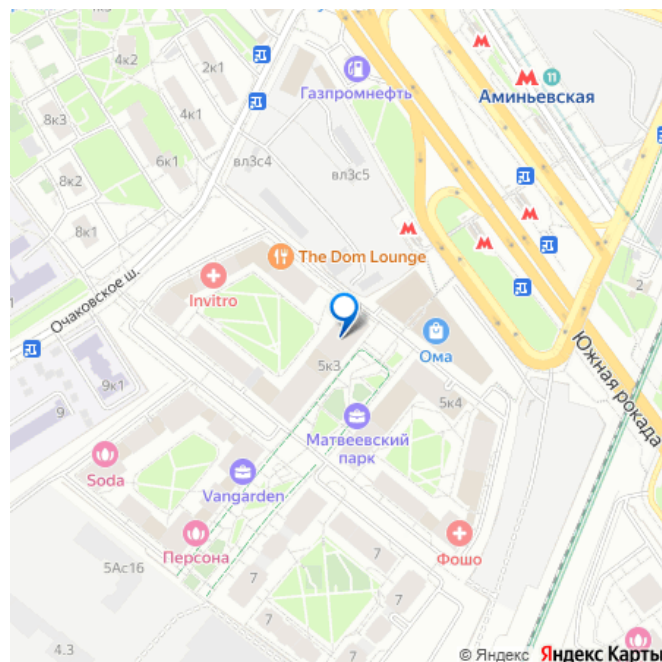 4к2
2к1
4к1
8к3
6к1
8к2
8к1
Газпромнефть
М
М 11
Аминьевская
вл3с4
вл3с5
М
М
М
The Dom Lounge
Invitro
Очаковское ш.
2
Ома
5к3
5к4
Южная рокада
9к1
9
Матвеевский
парк
Soda
Vangarden
Персона
Фошо
5Ас16
7
7
7
7
4.3
© Яндекс Яндекс Карты